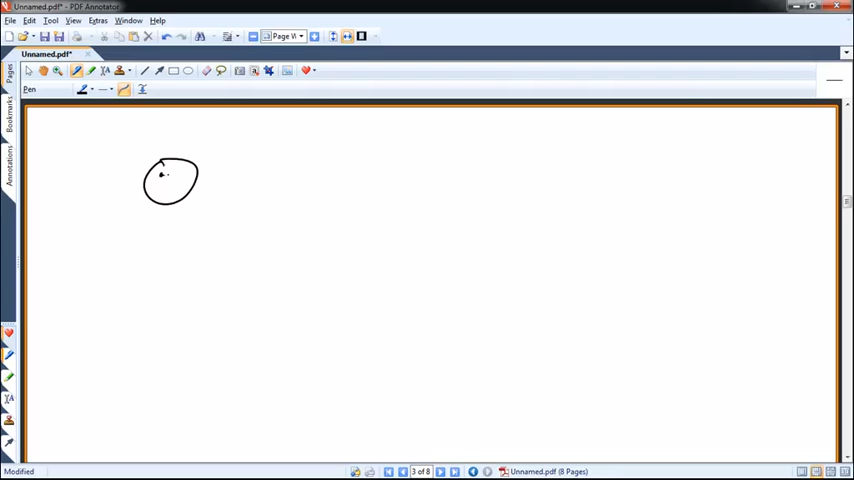 Unnamed.pdf* - PDF Annotator
File Edit Tool View Extras Window Help
Page W
Unnamed.pdf*
Pen
Pages
Bookmarks
Annotations
Modified
3 of 8
Unnamed.pdf (8 Pages)